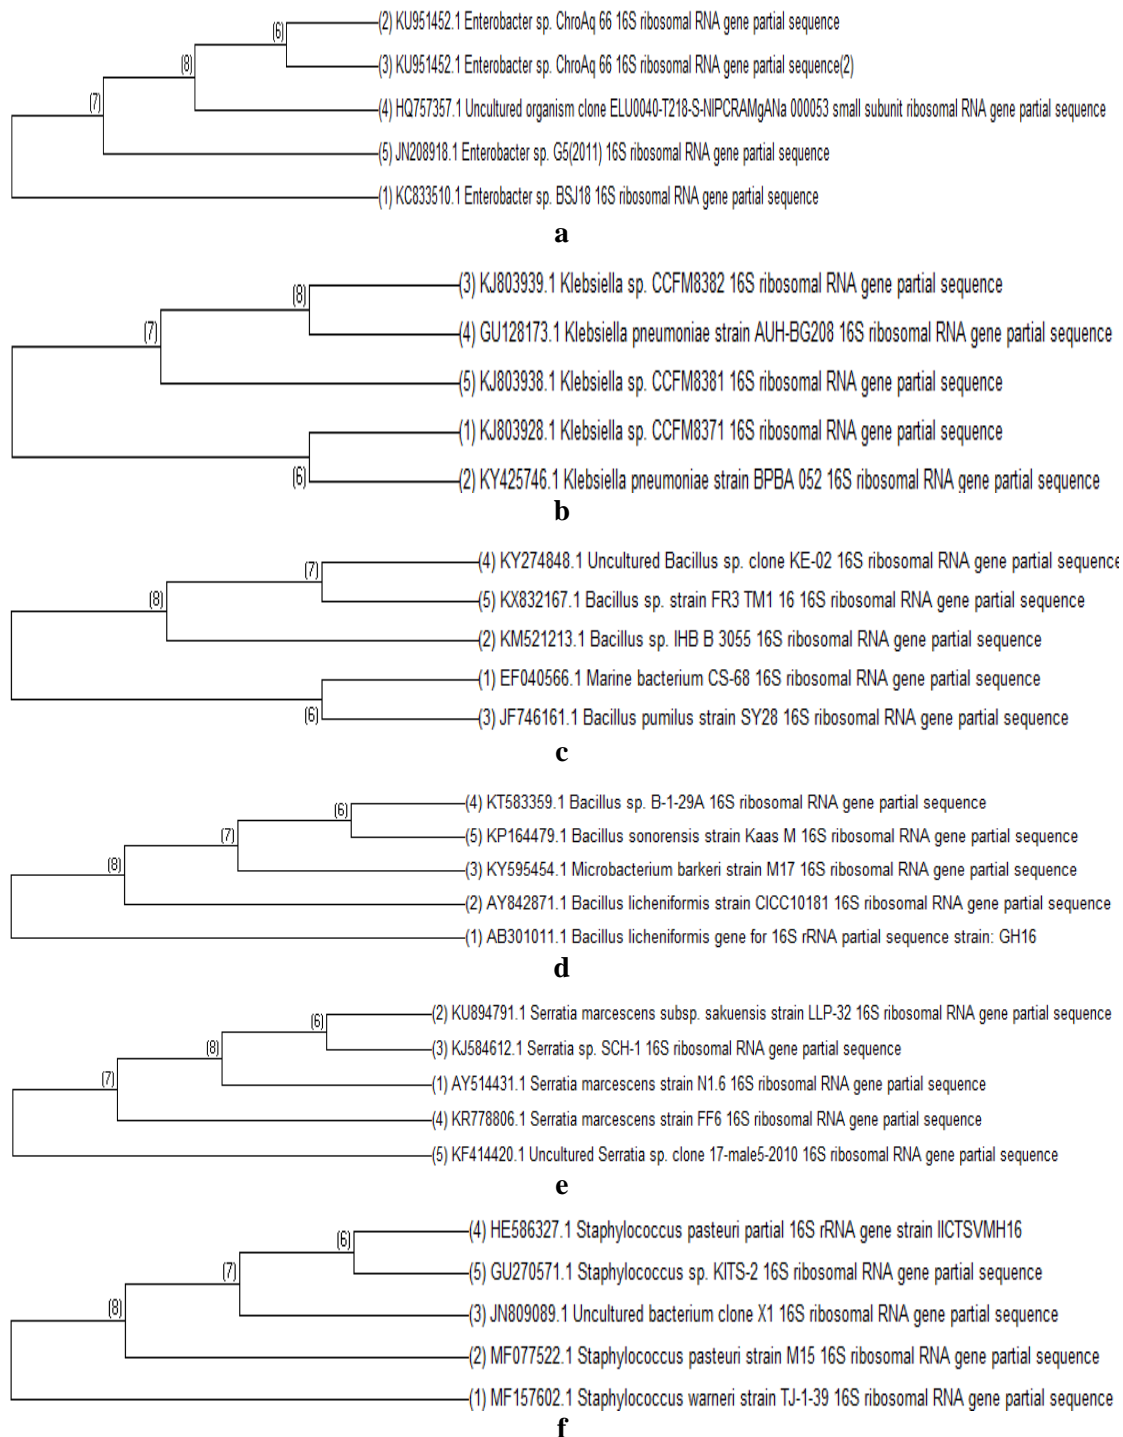 (2) KU951452.1 Enterobacter sp. ChroAq 66 16S ribosomal RNA gene partial sequence
(6)
(3) KU951452.1 Enterobacter sp. ChroAq 66 16S ribosomal RNA gene partial sequence(2)
(8)
(4) HQ757357.1 Uncultured organism clone ELU0040-T218-S-NIPCRAMgANa 000053 small subunit ribosomal RNA gene partial sequence
(7)
(5) JN208918.1 Enterobacter sp. G5(2011) 16S ribosomal RNA gene partial sequence
(1) KC833510.1 Enterobacter sp. BSJ18 16S ribosomal RNA gene partial sequence
a
(3) KJ803939.1 Klebsiella sp. CCFM8382 16S ribosomal RNA gene partial sequence
(8)
(4) GU128173.1 Klebsiella pneumoniae strain AUH-BG208 16S ribosomal RNA gene partial sequence
(7)
(5) KJ803938.1 Klebsiella sp. CCFM8381 16S ribosomal RNA gene partial sequence
(1) KJ803928.1 Klebsiella sp. CCFM8371 16S ribosomal RNA gene partial sequence
(6)
(2) KY425746.1 Klebsiella pneumoniae strain BPBA 052 16S ribosomal RNA gene partial sequence
b
(4) KY274848.1 Uncultured Bacillus sp. clone KE-02 16S ribosomal RNA gene partial sequence
(7)
(5) KX832167.1 Bacillus sp. strain FR3 TM1 16 16S ribosomal RNA gene partial sequence
(8)
(2) KM521213.1 Bacillus sp. IHB B 3055 16S ribosomal RNA gene partial sequence
(1) EF040566.1 Marine bacterium CS-68 16S ribosomal RNA gene partial sequence
(6)
(3) JF746161.1 Bacillus pumilus strain SY28 16S ribosomal RNA gene partial sequence
c
(4) KT583359.1 Bacillus sp. B-1-29A 16S ribosomal RNA gene partial sequence
(6)
(5) KP164479.1 Bacillus sonorensis strain Kaas M 16S ribosomal RNA gene partial sequence
(7)
(3) KY595454.1 Microbacterium barkeri strain M17 16S ribosomal RNA gene partial sequence
(8)
(2) AY842871.1 Bacillus licheniformis strain CICC10181 16S ribosomal RNA gene partial sequence
(1) AB301011.1 Bacillus licheniformis gene for 16S rRNA partial sequence strain: GH16
d
(2) KU894791.1 Serratia marcescens subsp. sakuensis strain LLP-32 16S ribosomal RNA gene partial sequence
(6)
(3) KJ584612.1 Serratia sp. SCH-1 16S ribosomal RNA gene partial sequence
(8)
(1) AY514431.1 Serratia marcescens strain N1.6 16S ribosomal RNA gene partial sequence
(7)
(4) KR778806.1 Serratia marcescens strain FF6 16S ribosomal RNA gene partial sequence
(5) KF414420.1 Uncultured Serratia sp. clone 17-male5-2010 16S ribosomal RNA gene partial sequence
e
(4) HE586327.1 Staphylococcus pasteuri partial 16S rRNA gene strain IICTSVMH16
(6)
(5) GU270571.1 Staphylococcus sp. KITS-2 16S ribosomal RNA gene partial sequence
(7)
(3) JN809089.1 Uncultured bacterium clone X1 16S ribosomal RNA gene partial sequence
(8)
(2) MF077522.1 Staphylococcus pasteuri strain M15 16S ribosomal RNA gene partial sequence
(1) MF157602.1 Staphylococcus warneri strain TJ-1-39 16S ribosomal RNA gene partial sequence
f